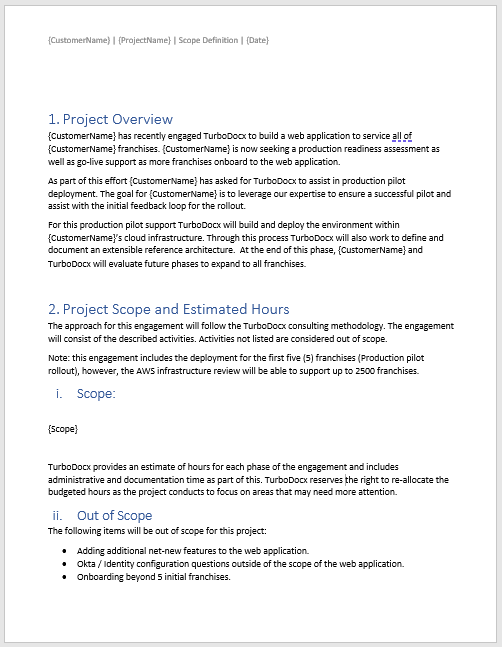 {CustomerName} | {ProjectName} | Scope Definition | {Date}
1. Project Overview
{CustomerName} has recently engaged TurboDocx to build a web application to service all of
{CustomerName} franchises. {CustomerName} is now seeking a production readiness assessment as
well as go-live support as more franchises onboard to the web application.
As part of this effort {CustomerName} has asked for TurboDocx to assist in production pilot
deployment. The goal for {CustomerName} is to leverage our expertise to ensure a successful pilot and
assist with the initial feedback loop for the rollout.
For this production pilot support TurboDocx will build and deploy the environment within
{CustomerName}'s cloud infrastructure. Through this process TurboDocx will also work to define and
document an extensible reference architecture. At the end of this phase, {CustomerName} and
TurboDocx will evaluate future phases to expand to all franchises.
2. Project Scope and Estimated Hours
The approach for this engagement will follow the TurboDocx consulting methodology. The engagement
will consist of the described activities. Activities not listed are considered out of scope.
Note: this engagement includes the deployment for the first five (5) franchises (Production pilot
rollout), however, the AWS infrastructure review will be able to support up to 2500 franchises.
i. Scope:
{Scope}
TurboDocx provides an estimate of hours for each phase of the engagement and includes
administrative and documentation time as part of this. TurboDocx reserves the right to re-allocate the
budgeted hours as the project conducts to focus on areas that may need more attention.
ii. Out of Scope
The following items will be out of scope for this project:
• Adding additional net-new features to the web application.
• Okta / Identity configuration questions outside of the scope of the web application.
• Onboarding beyond 5 initial franchises.